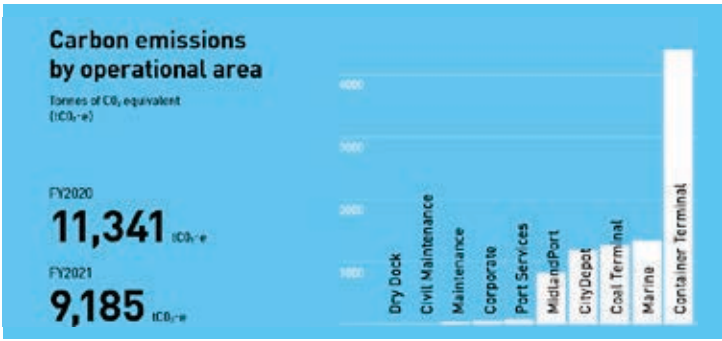 Carbon emissions
by operational area
Tonnes of CO₂ equivalent
(tCO₂-e)
FY2020
11,341 tCO₂-e
FY2021
9,185 tCO₂-e
4000
3000
2000
1000
Dry Dock
Civil Maintenance
Maintenance
Corporate
Port Services
MidlandPort
CityDepot
Coal Terminal
Marine
Container Terminal